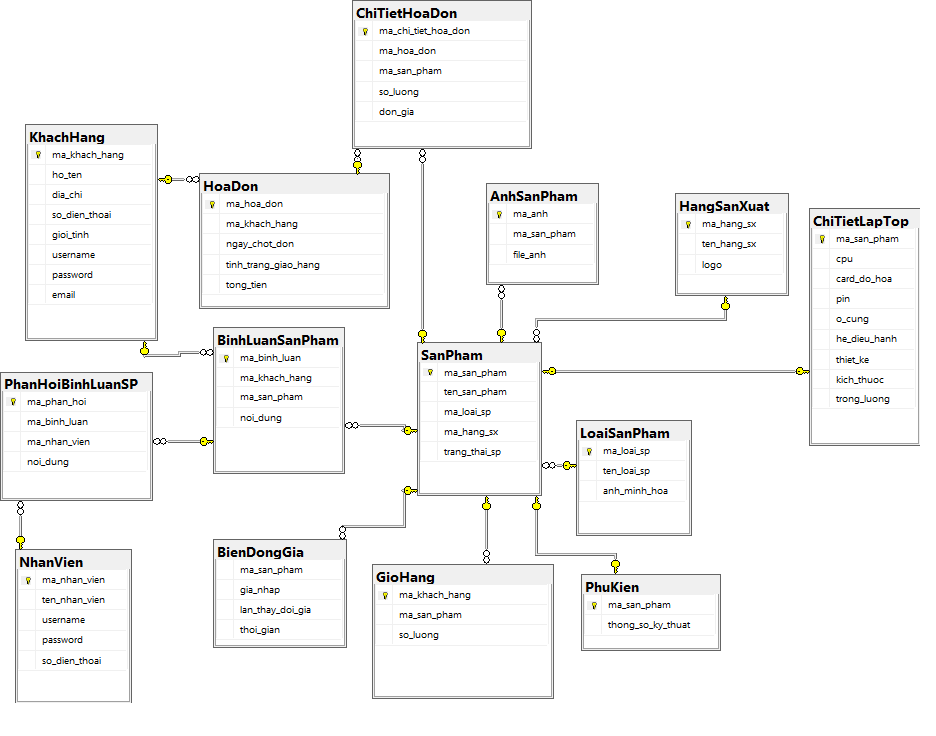 ChiTietHoaDon
ma_chi_tiet_hoa_don
ma_hoa_don
ma_san_pham
so_luong
don_gia
KhachHang
ma_khach_hang
ho_ten
dia_chi
so_dien_thoai
gioi_tinh
username
password
email
HoaDon
ma_hoa_don
ma_khach_hang
ngay_chot_don
tinh_trang_giao_hang
tong_tien
AnhSanPham
ma_anh
ma_san_pham
file_anh
HangSanXuat
ma_hang_sx
ten_hang_sx
logo
ChiTietLapTop
ma_san_pham
cpu
card_do_hoa
pin
o_cung
he_dieu_hanh
thiet_ke
kich_thuoc
trong_luong
BinhLuanSanPham
ma_binh_luan
ma_khach_hang
ma_san_pham
noi_dung
SanPham
ma_san_pham
ten_san_pham
ma_loai_sp
ma_hang_sx
trang_thai_sp
PhanHoiBinhLuanSP
ma_phan_hoi
ma_binh_luan
ma_nhan_vien
noi_dung
LoaiSanPham
ma_loai_sp
ten_loai_sp
anh_minh_hoa
NhanVien
ma_nhan_vien
ten_nhan_vien
username
password
so_dien_thoai
BienDongGia
ma_san_pham
gia_nhap
lan_thay_doi_gia
thoi_gian
GioHang
ma_khach_hang
ma_san_pham
so_luong
PhuKien
ma_san_pham
thong_so_ky_thuat